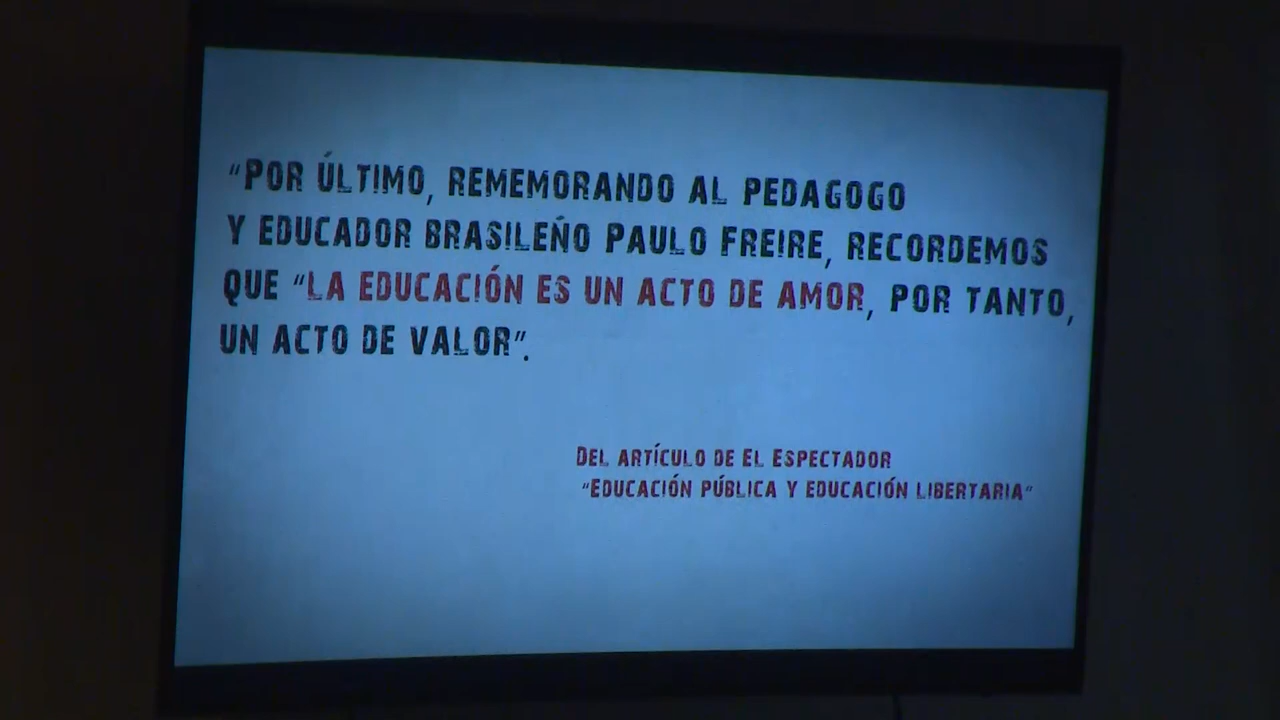 “POR ÚLTIMO, REMEMORANDO AL PEDAGOGO
Y EDUCADOR BRASILEÑO PAULO FREIRE, RECORDEMOS
QUE “LA EDUCACIÓN ES UN ACTO DE AMOR, POR TANTO,
UN ACTO DE VALOR”.
DEL ARTÍCULO DE EL ESPECTADOR
“EDUCACIÓN PÚBLICA Y EDUCACIÓN LIBERTARIA”